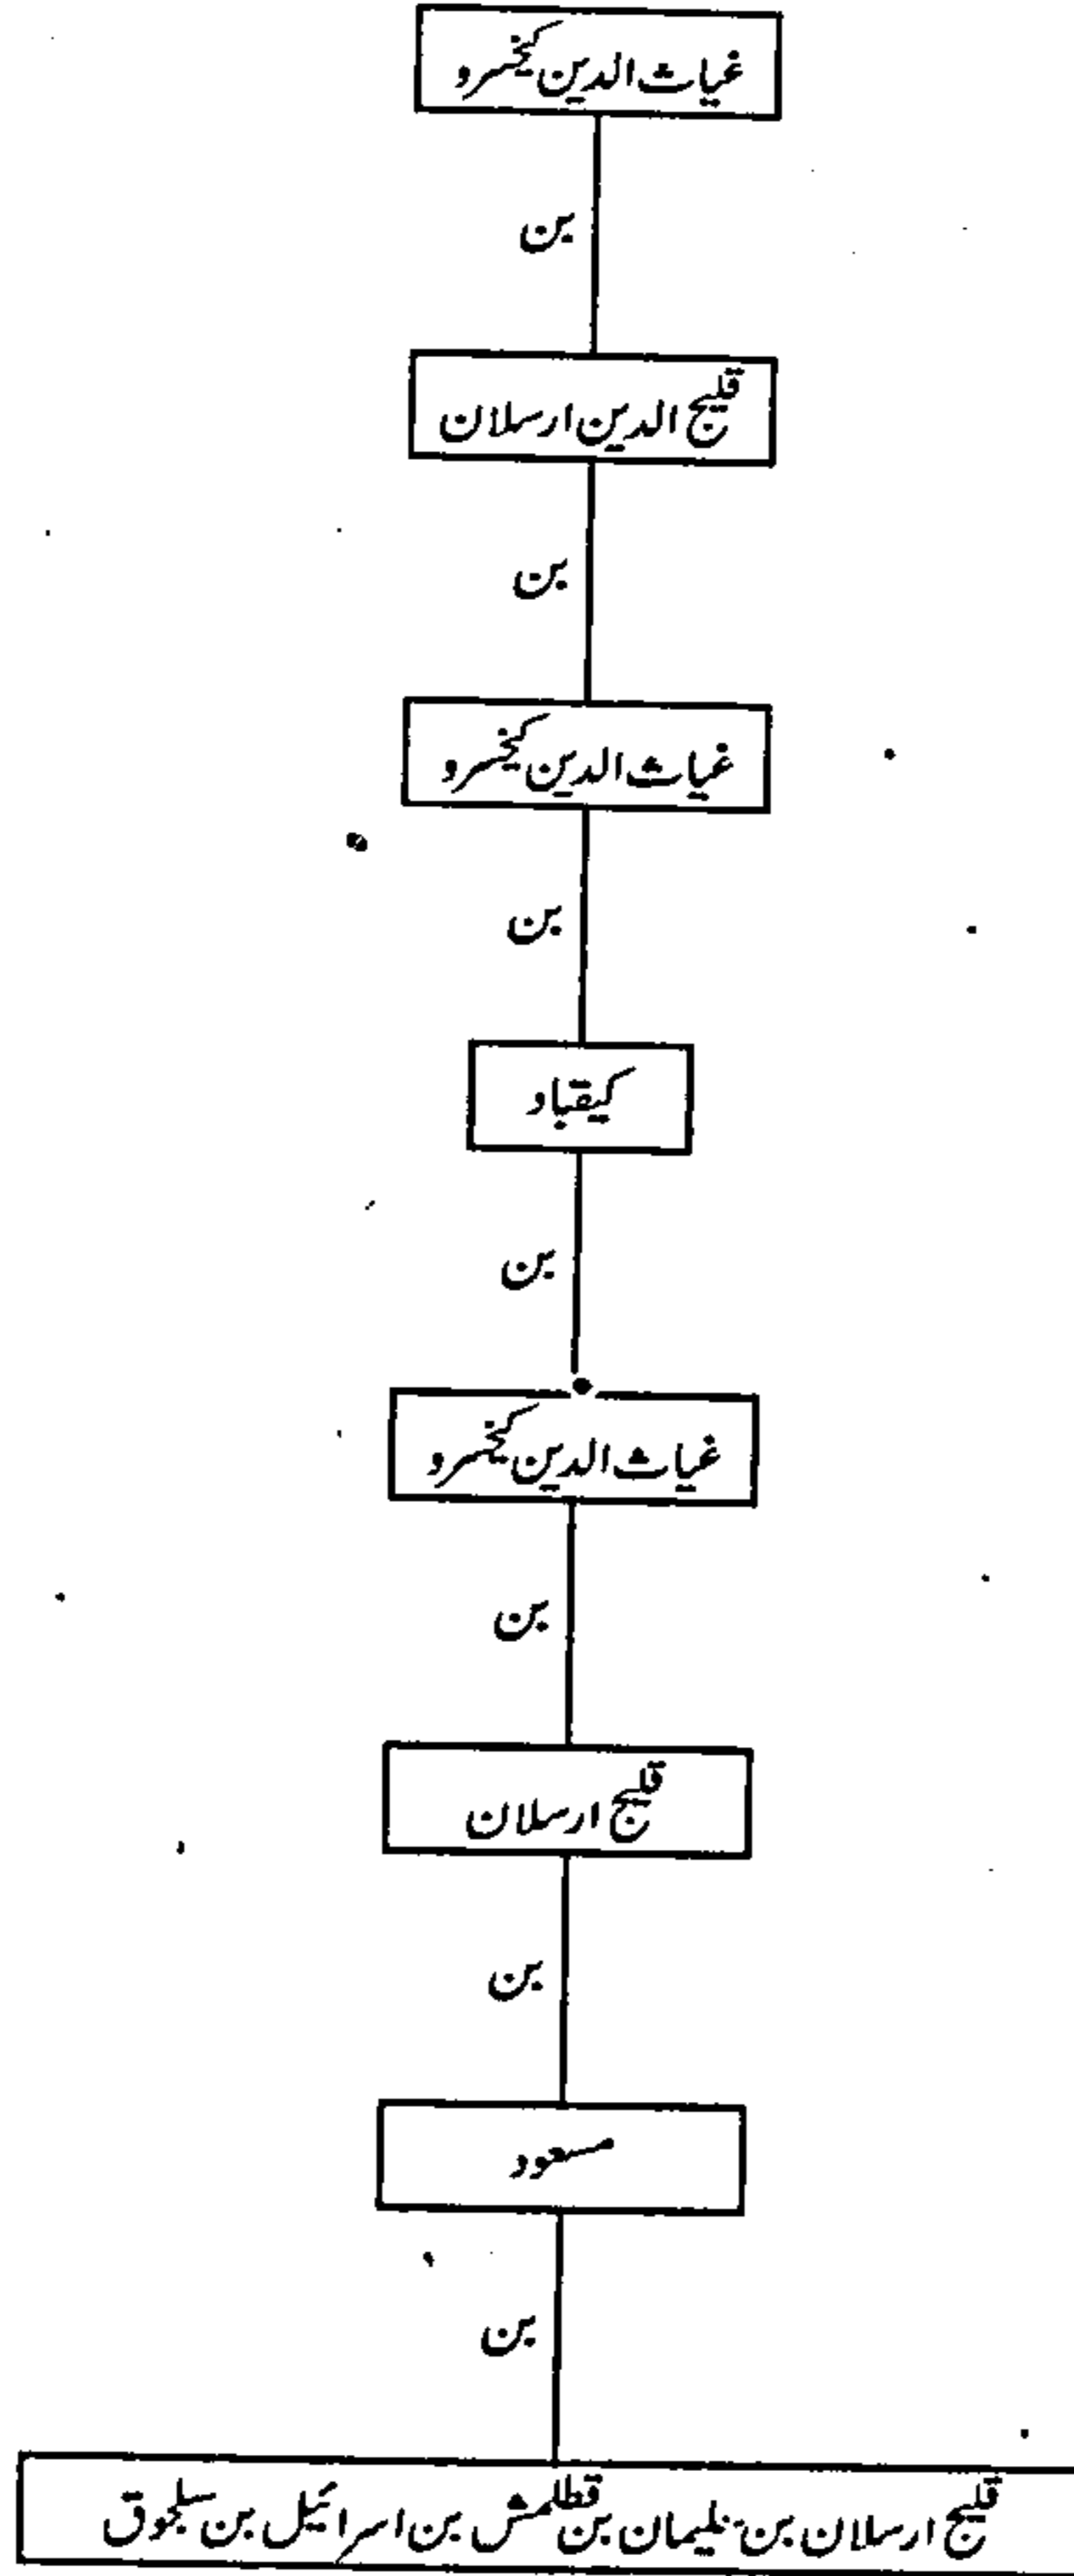 غیاث الدین کیخسرو
بن
قلیج الدین ارسلان
بن
غیاث الدین کیخسرو
بن
کیقباد
بن
غیاث الدین کیخسرو
بن
قلیج ارسلان
بن
مسعود
بن
قلیج ارسلان بن سلیمان بن قطلمش بن اسرائیل بن سلجوق